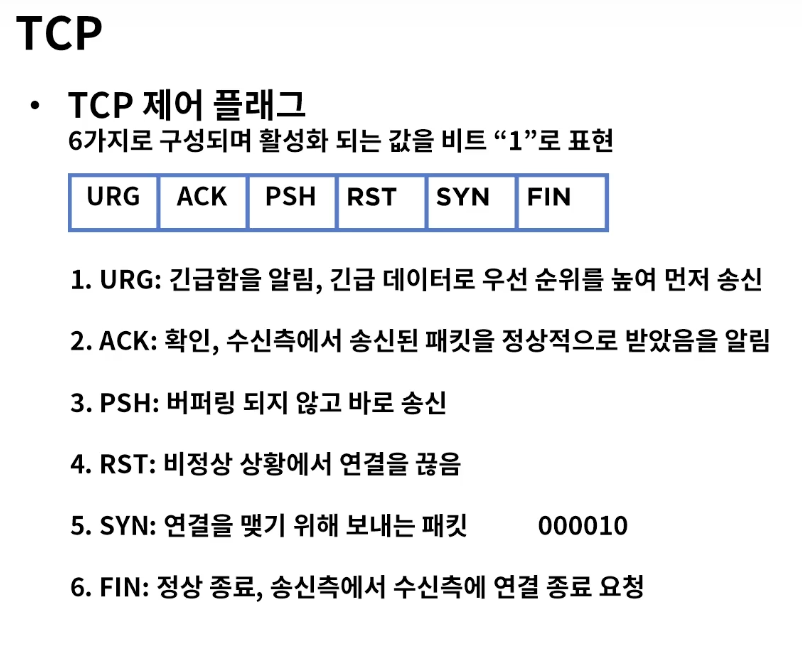 TCP
• TCP 제어 플래그
6가지로 구성되며 활성화 되는 값을 비트 “1”로 표현
URG ACK PSH RST SYN FIN
1. URG: 긴급함을 알림, 긴급 데이터로 우선 순위를 높여 먼저 송신
2. ACK: 확인, 수신측에서 송신된 패킷을 정상적으로 받았음을 알림
3. PSH: 버퍼링 되지 않고 바로 송신
4. RST: 비정상 상황에서 연결을 끊음
5. SYN: 연결을 맺기 위해 보내는 패킷 000010
6. FIN: 정상 종료, 송신측에서 수신측에 연결 종료 요청